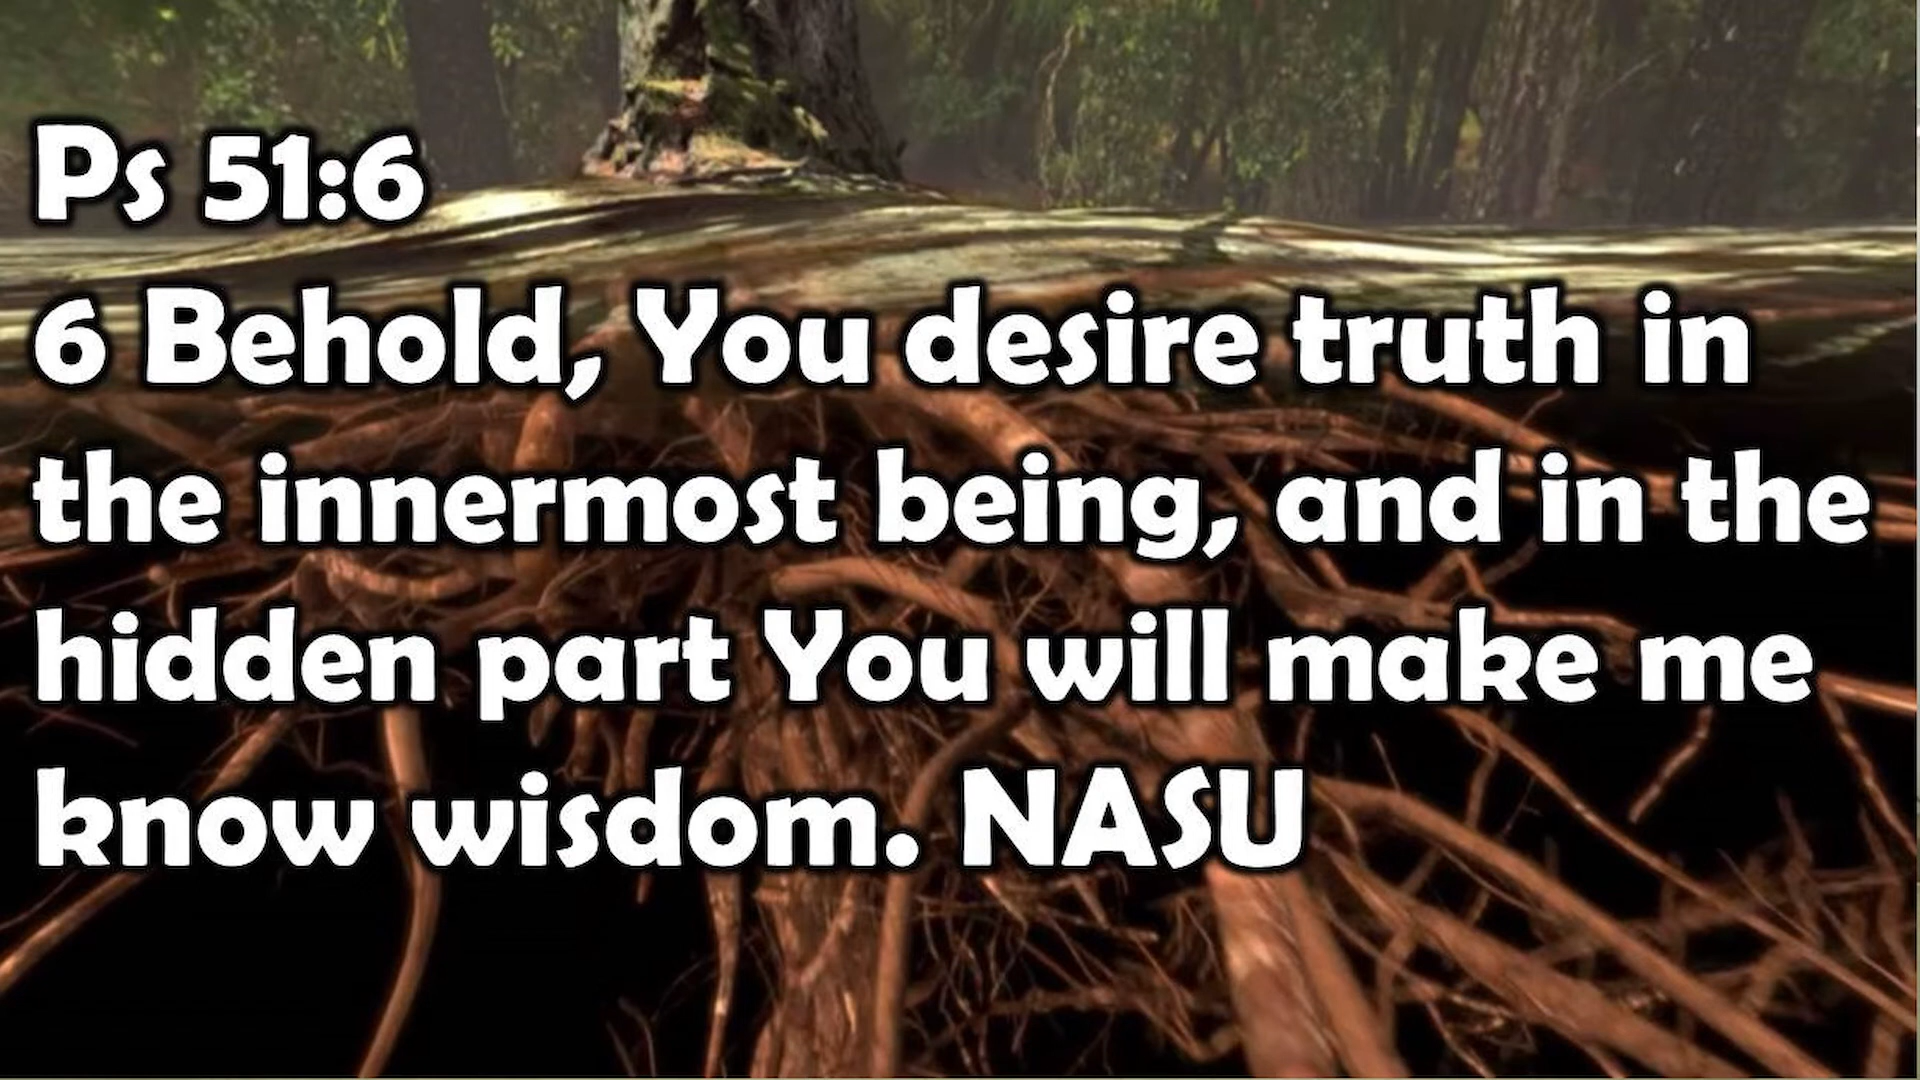 Ps 51:6
6 Behold, You desire truth in
the innermost being, and in the
hidden part You will make me
know wisdom. NASU